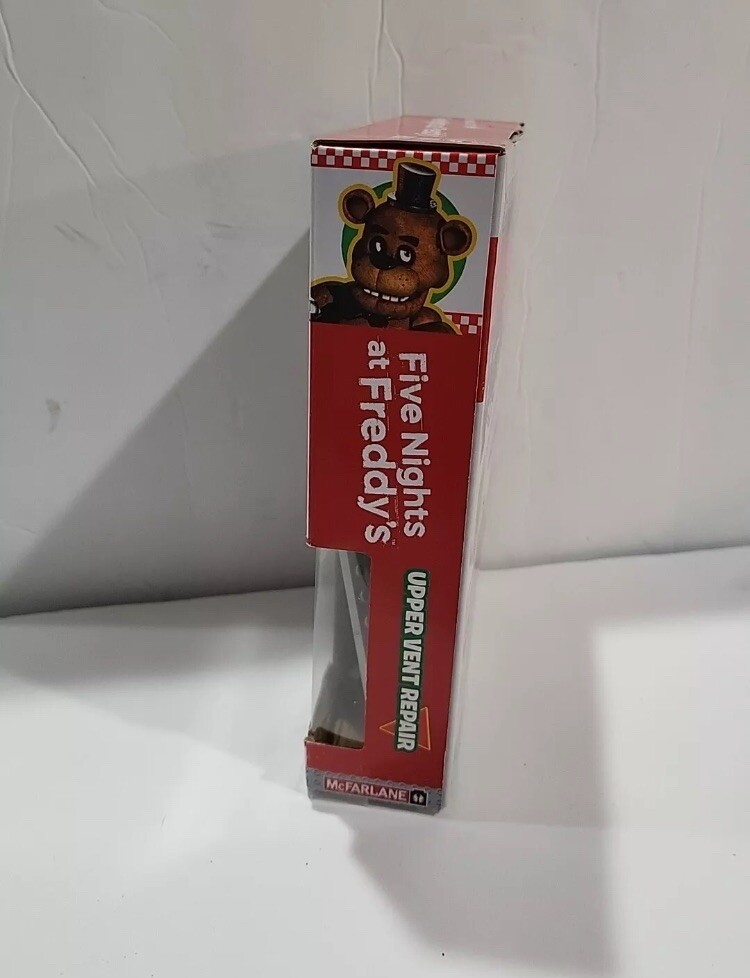 Five Nights
at Freddy's
UPPER VENT REPAIR
McFARLANE